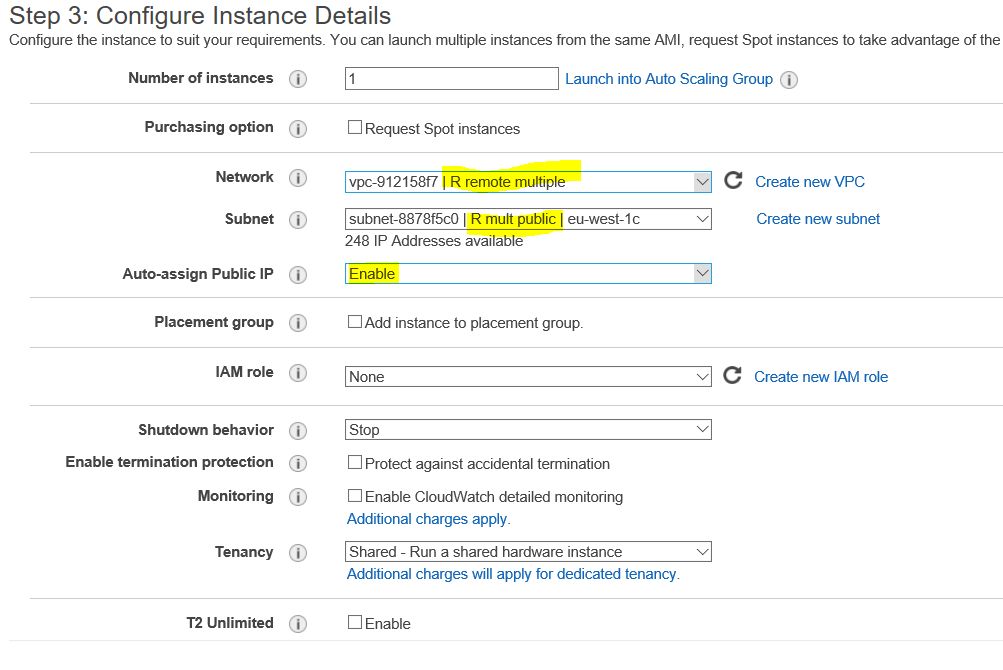 Step 3: Configure Instance Details
Configure the instance to suit your requirements. You can launch multiple instances from the same AMI, request Spot instances to take advantage of the
Number of instances i 1 Launch into Auto Scaling Group i
Purchasing option i Request Spot instances
Network i vpc-912158f7 | R remote multiple Create new VPC
Subnet i subnet-8878f5c0 | R mult public | eu-west-1c Create new subnet
248 IP Addresses available
Auto-assign Public IP i Enable
Placement group i Add instance to placement group.
IAM role i None Create new IAM role
Shutdown behavior i Stop
Enable termination protection i Protect against accidental termination
Monitoring i Enable CloudWatch detailed monitoring
Additional charges apply.
Tenancy i Shared - Run a shared hardware instance
Additional charges will apply for dedicated tenancy.
T2 Unlimited i Enable